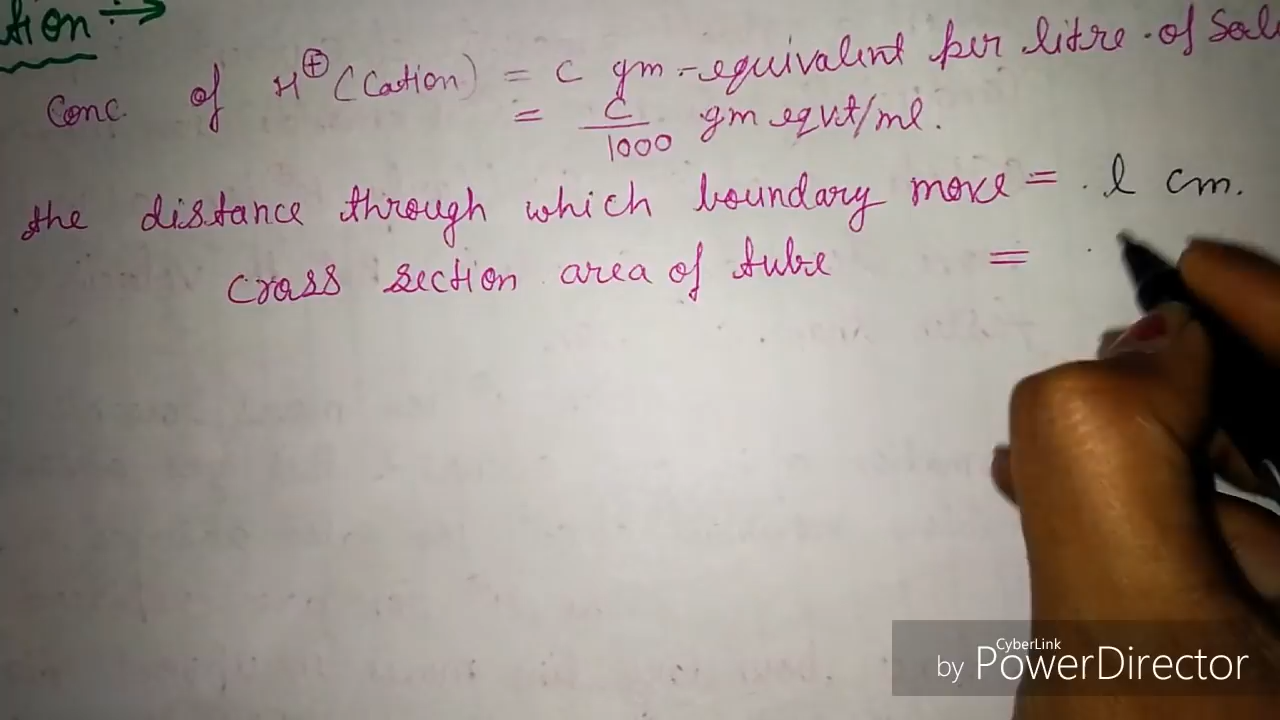 tion ÷→
Conc. of H⊕ (Cation) = C gm-equivalent per litre of Sol
= C/1000 gm eqvt/ml.
the distance through which boundary move = l cm.
Cross section area of tube =
CyberLink
by PowerDirector